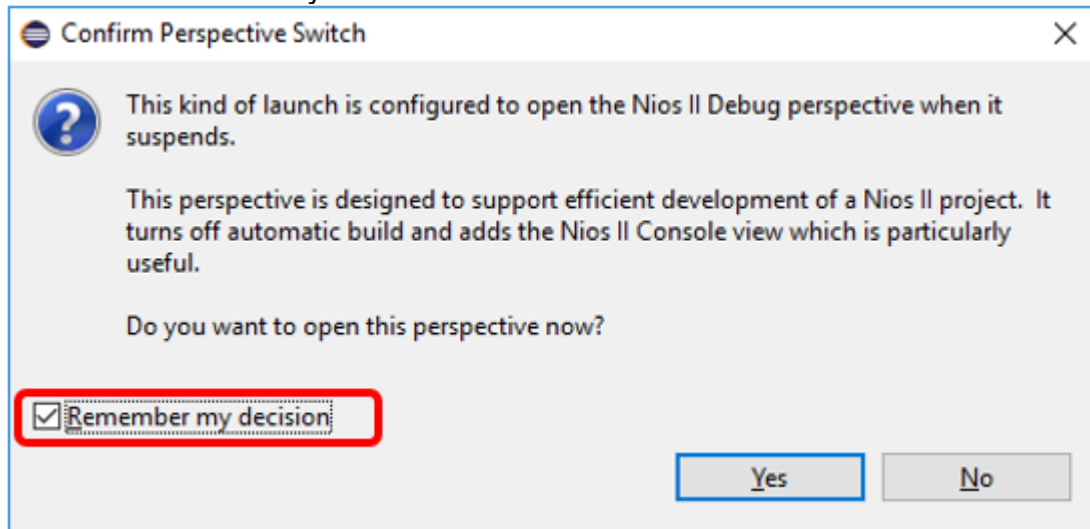 Confirm Perspective Switch
This kind of launch is configured to open the Nios II Debug perspective when it
suspends.
This perspective is designed to support efficient development of a Nios II project.  It
turns off automatic build and adds the Nios II Console view which is particularly
useful.
Do you want to open this perspective now?
Remember my decision
Yes
No